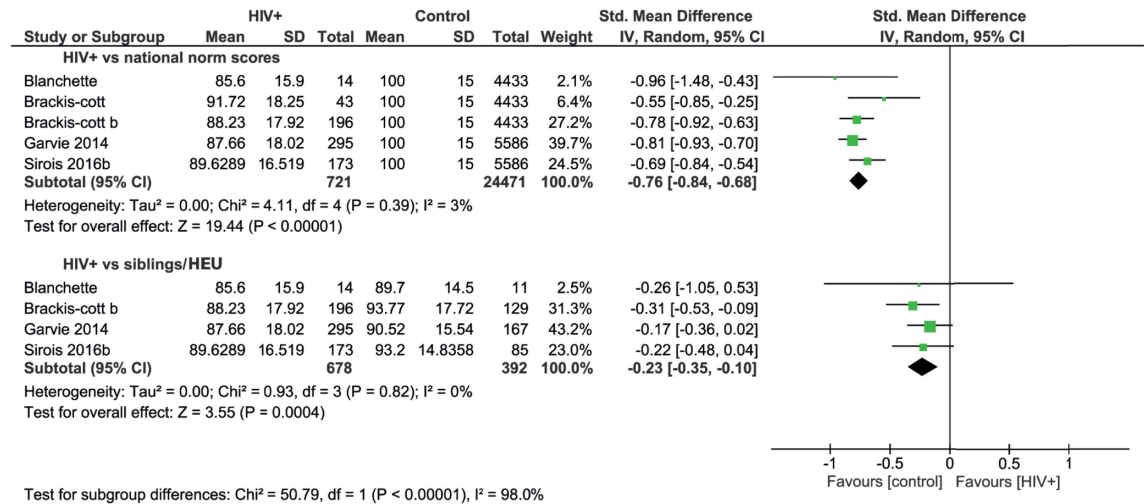 HIV+ Control Std. Mean Difference Std. Mean Difference
Study or Subgroup Mean SD Total Mean SD Total Weight IV, Random, 95% CI IV, Random, 95% CI
HIV+ vs national norm scores
Blanchette 85.6 15.9 14 100 15 4433 2.1% -0.96 [-1.48, -0.43]
Brackis-cott 91.72 18.25 43 100 15 4433 6.4% -0.55 [-0.85, -0.25]
Brackis-cott b 88.23 17.92 196 100 15 4433 27.2% -0.78 [-0.92, -0.63]
Garvie 2014 87.66 18.02 295 100 15 5586 39.7% -0.81 [-0.93, -0.70]
Sirois 2016b 89.6289 16.519 173 100 15 5586 24.5% -0.69 [-0.84, -0.54]
Subtotal (95% CI) 721 24471 100.0% -0.76 [-0.84, -0.68]
Heterogeneity: Tau² = 0.00; Chi² = 4.11, df = 4 (P = 0.39); I² = 3%
Test for overall effect: Z = 19.44 (P < 0.00001)
HIV+ vs siblings/HEU
Blanchette 85.6 15.9 14 89.7 14.5 11 2.5% -0.26 [-1.05, 0.53]
Brackis-cott b 88.23 17.92 196 93.77 17.72 129 31.3% -0.31 [-0.53, -0.09]
Garvie 2014 87.66 18.02 295 90.52 15.54 167 43.2% -0.17 [-0.36, 0.02]
Sirois 2016b 89.6289 16.519 173 93.2 14.8358 85 23.0% -0.22 [-0.48, 0.04]
Subtotal (95% CI) 678 392 100.0% -0.23 [-0.35, -0.10]
Heterogeneity: Tau² = 0.00; Chi² = 0.93, df = 3 (P = 0.82); I² = 0%
Test for overall effect: Z = 3.55 (P = 0.0004)
-1 -0.5 0 0.5 1
Favours [control] Favours [HIV+]
Test for subgroup differences: Chi² = 50.79, df = 1 (P < 0.00001), I² = 98.0%